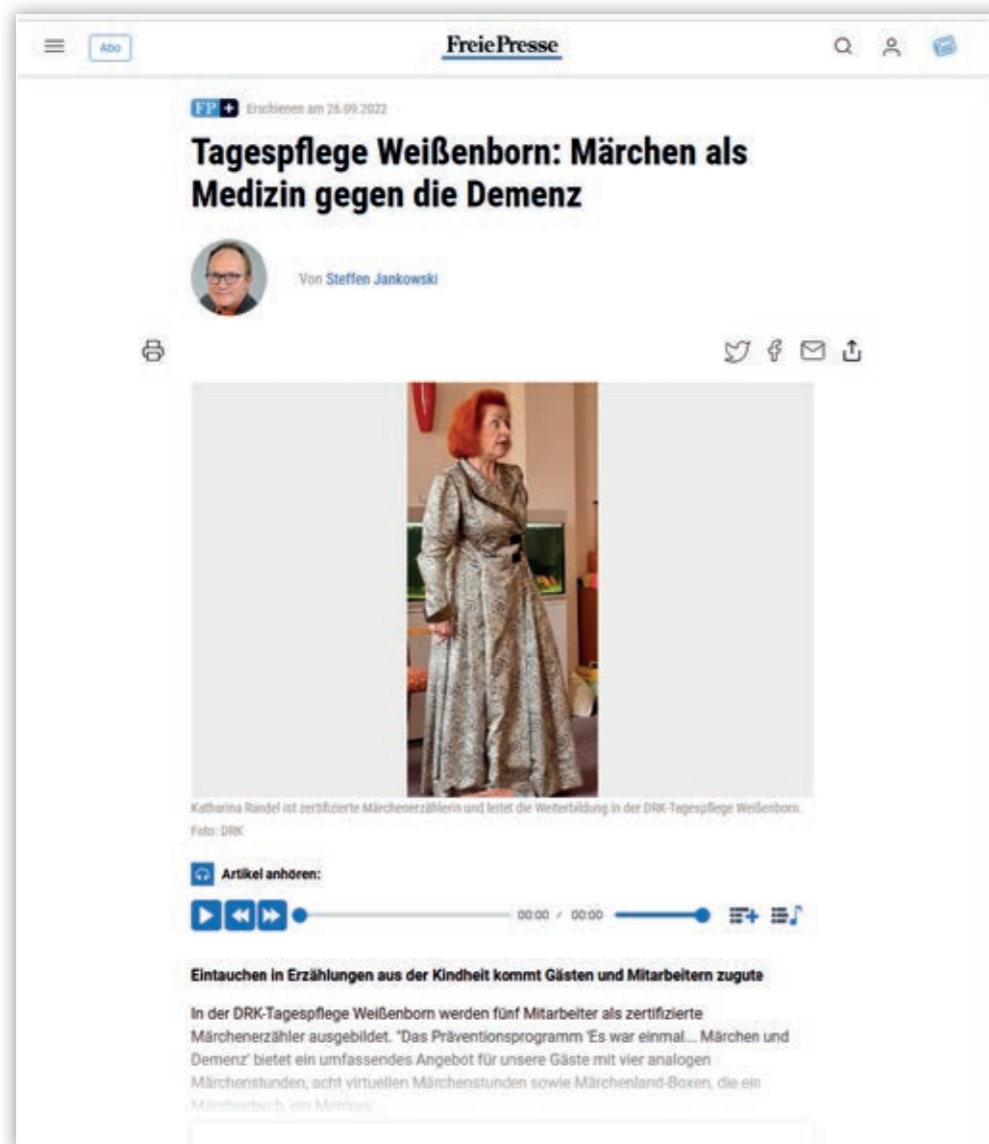 Abo
FreiePresse
FP + Erschienen am 26.09.2022
Tagespflege Weißenborn: Märchen als
Medizin gegen die Demenz
Von Steffen Jankowski
Katharina Randel ist zertifizierte Märchenerzählerin und leitet die Weiterbildung in der DRK-Tagespflege Weißenborn.
Foto: DRK
Artikel anhören:
00:00 / 00:00
Eintauchen in Erzählungen aus der Kindheit kommt Gästen und Mitarbeitern zugute
In der DRK-Tagespflege Weißenborn werden fünf Mitarbeiter als zertifizierte
Märchenerzähler ausgebildet. "Das Präventionsprogramm 'Es war einmal... Märchen und
Demenz' bietet ein umfassendes Angebot für unsere Gäste mit vier analogen
Märchenstunden, acht virtuellen Märchenstunden sowie Märchenland-Boxen, die ein
Märchenbuch, ein